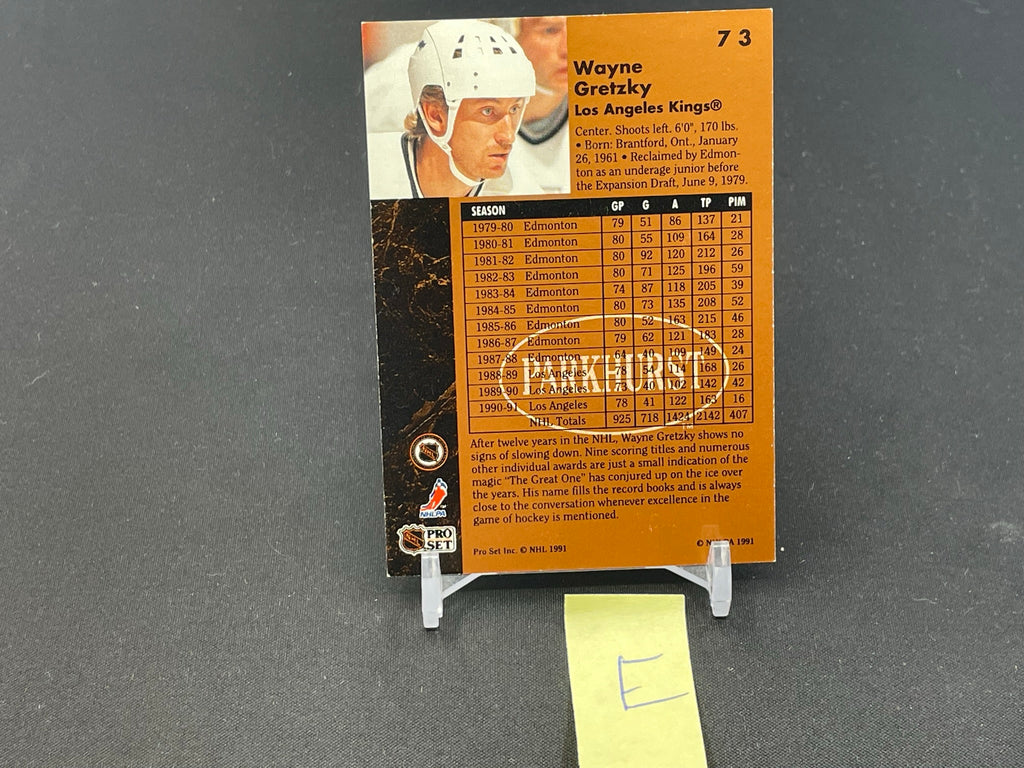 73
Wayne
Gretzky
Los Angeles Kings®
Center. Shoots left. 6'0", 170 lbs.
• Born: Brantford, Ont., January
26, 1961 • Reclaimed by Edmon-
ton as an underage junior before
the Expansion Draft, June 9, 1979.
SEASON GP G A TP PIM
1979-80 Edmonton 79 51 86 137 21
1980-81 Edmonton 80 55 109 164 28
1981-82 Edmonton 80 92 120 212 26
1982-83 Edmonton 80 71 125 196 59
1983-84 Edmonton 74 87 118 205 39
1984-85 Edmonton 80 73 135 208 52
1985-86 Edmonton 80 52 163 215 46
1986-87 Edmonton 79 62 121 183 28
1987-88 Edmonton 64 40 109 149 24
1988-89 Los Angeles 78 54 114 168 26
1989-90 Los Angeles 73 40 102 142 42
1990-91 Los Angeles 78 41 122 163 16
NHL Totals 925 718 1424 2142 407
PARKHURST
After twelve years in the NHL, Wayne Gretzky shows no
signs of slowing down. Nine scoring titles and numerous
other individual awards are just a small indication of the
magic "The Great One" has conjured up on the ice over
the years. His name fills the record books and is always
close to the conversation whenever excellence in the
game of hockey is mentioned.
NHLPA
PRO
SET
Pro Set Inc. © NHL 1991
© NHLPA 1991
E